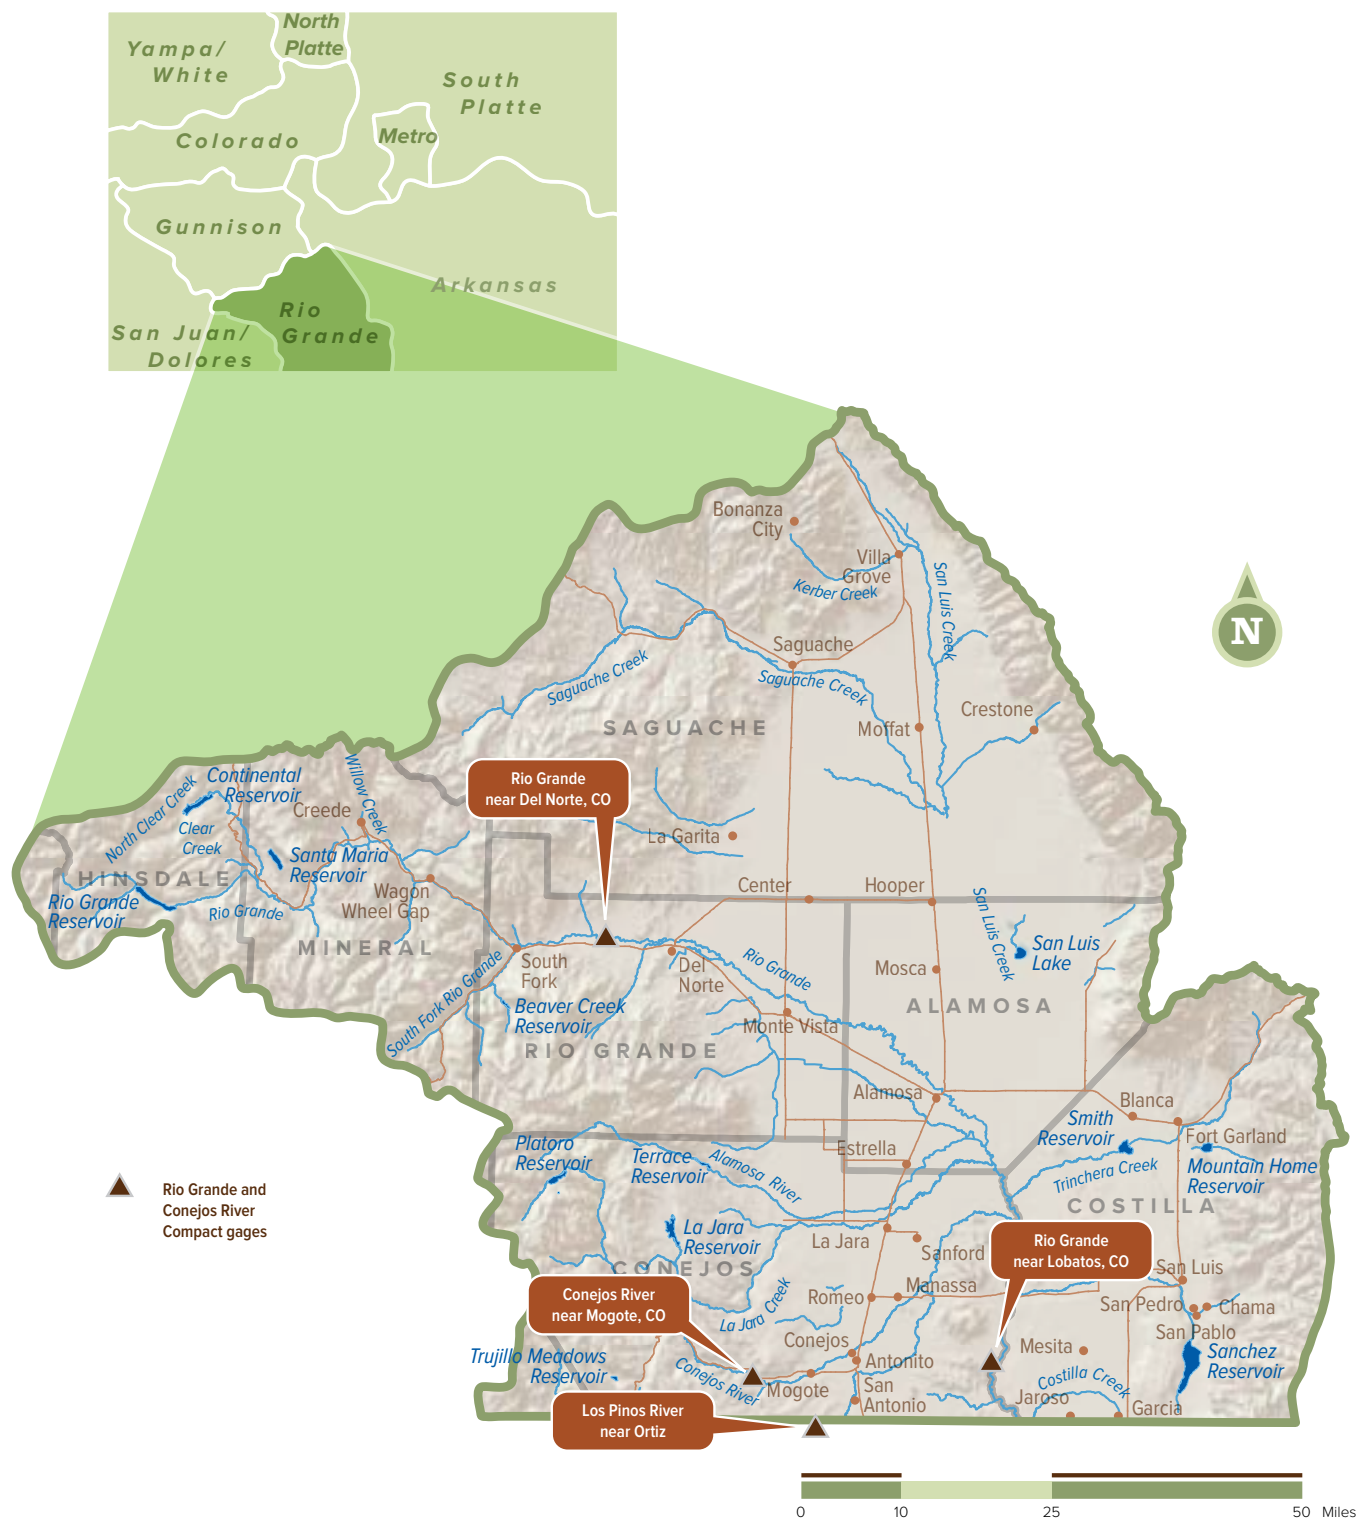 North
Platte
Yampa/
White
South
Platte
Metro
Colorado
Gunnison
Arkansas
Rio
Grande
San Juan/
Dolores
Bonanza
City
Villa
Grove
Kerber Creek
San Luis Creek
N
Saguache
Saguache Creek
Saguache Creek
Crestone
SAGUACHE
Moffat
Willow Creek
Continental
Reservoir
North Clear Creek
Creede
Clear
Creek
Rio Grande
near Del Norte, CO
La Garita
Santa Maria
Reservoir
HINSDALE
Wagon
Wheel Gap
Rio Grande
Reservoir
Rio Grande
MINERAL
Center
Hooper
San Luis Creek
San Luis
Lake
South
Fork
Del
Norte
Rio Grande
Mosca
South Fork Rio Grande
Beaver Creek
Reservoir
ALAMOSA
Monte Vista
RIO GRANDE
Alamosa
Blanca
Smith
Reservoir
Fort Garland
Platoro
Reservoir
Terrace
Reservoir
Alamosa River
Estrella
Trinchera Creek
Mountain Home
Reservoir
Rio Grande and
Conejos River
Compact gages
COSTILLA
La Jara
Reservoir
La Jara
Sanford
Rio Grande
near Lobatos, CO
CONEJOS
San Luis
Conejos River
near Mogote, CO
La Jara Creek
Romeo
Manassa
San Pedro
Chama
San Pablo
Conejos
Antonito
Mesita
Sanchez
Reservoir
Trujillo Meadows
Reservoir
Conejos River
Mogote
San
Antonio
Costilla Creek
Jaroso
Garcia
Los Pinos River
near Ortiz
0 10 25 50 Miles